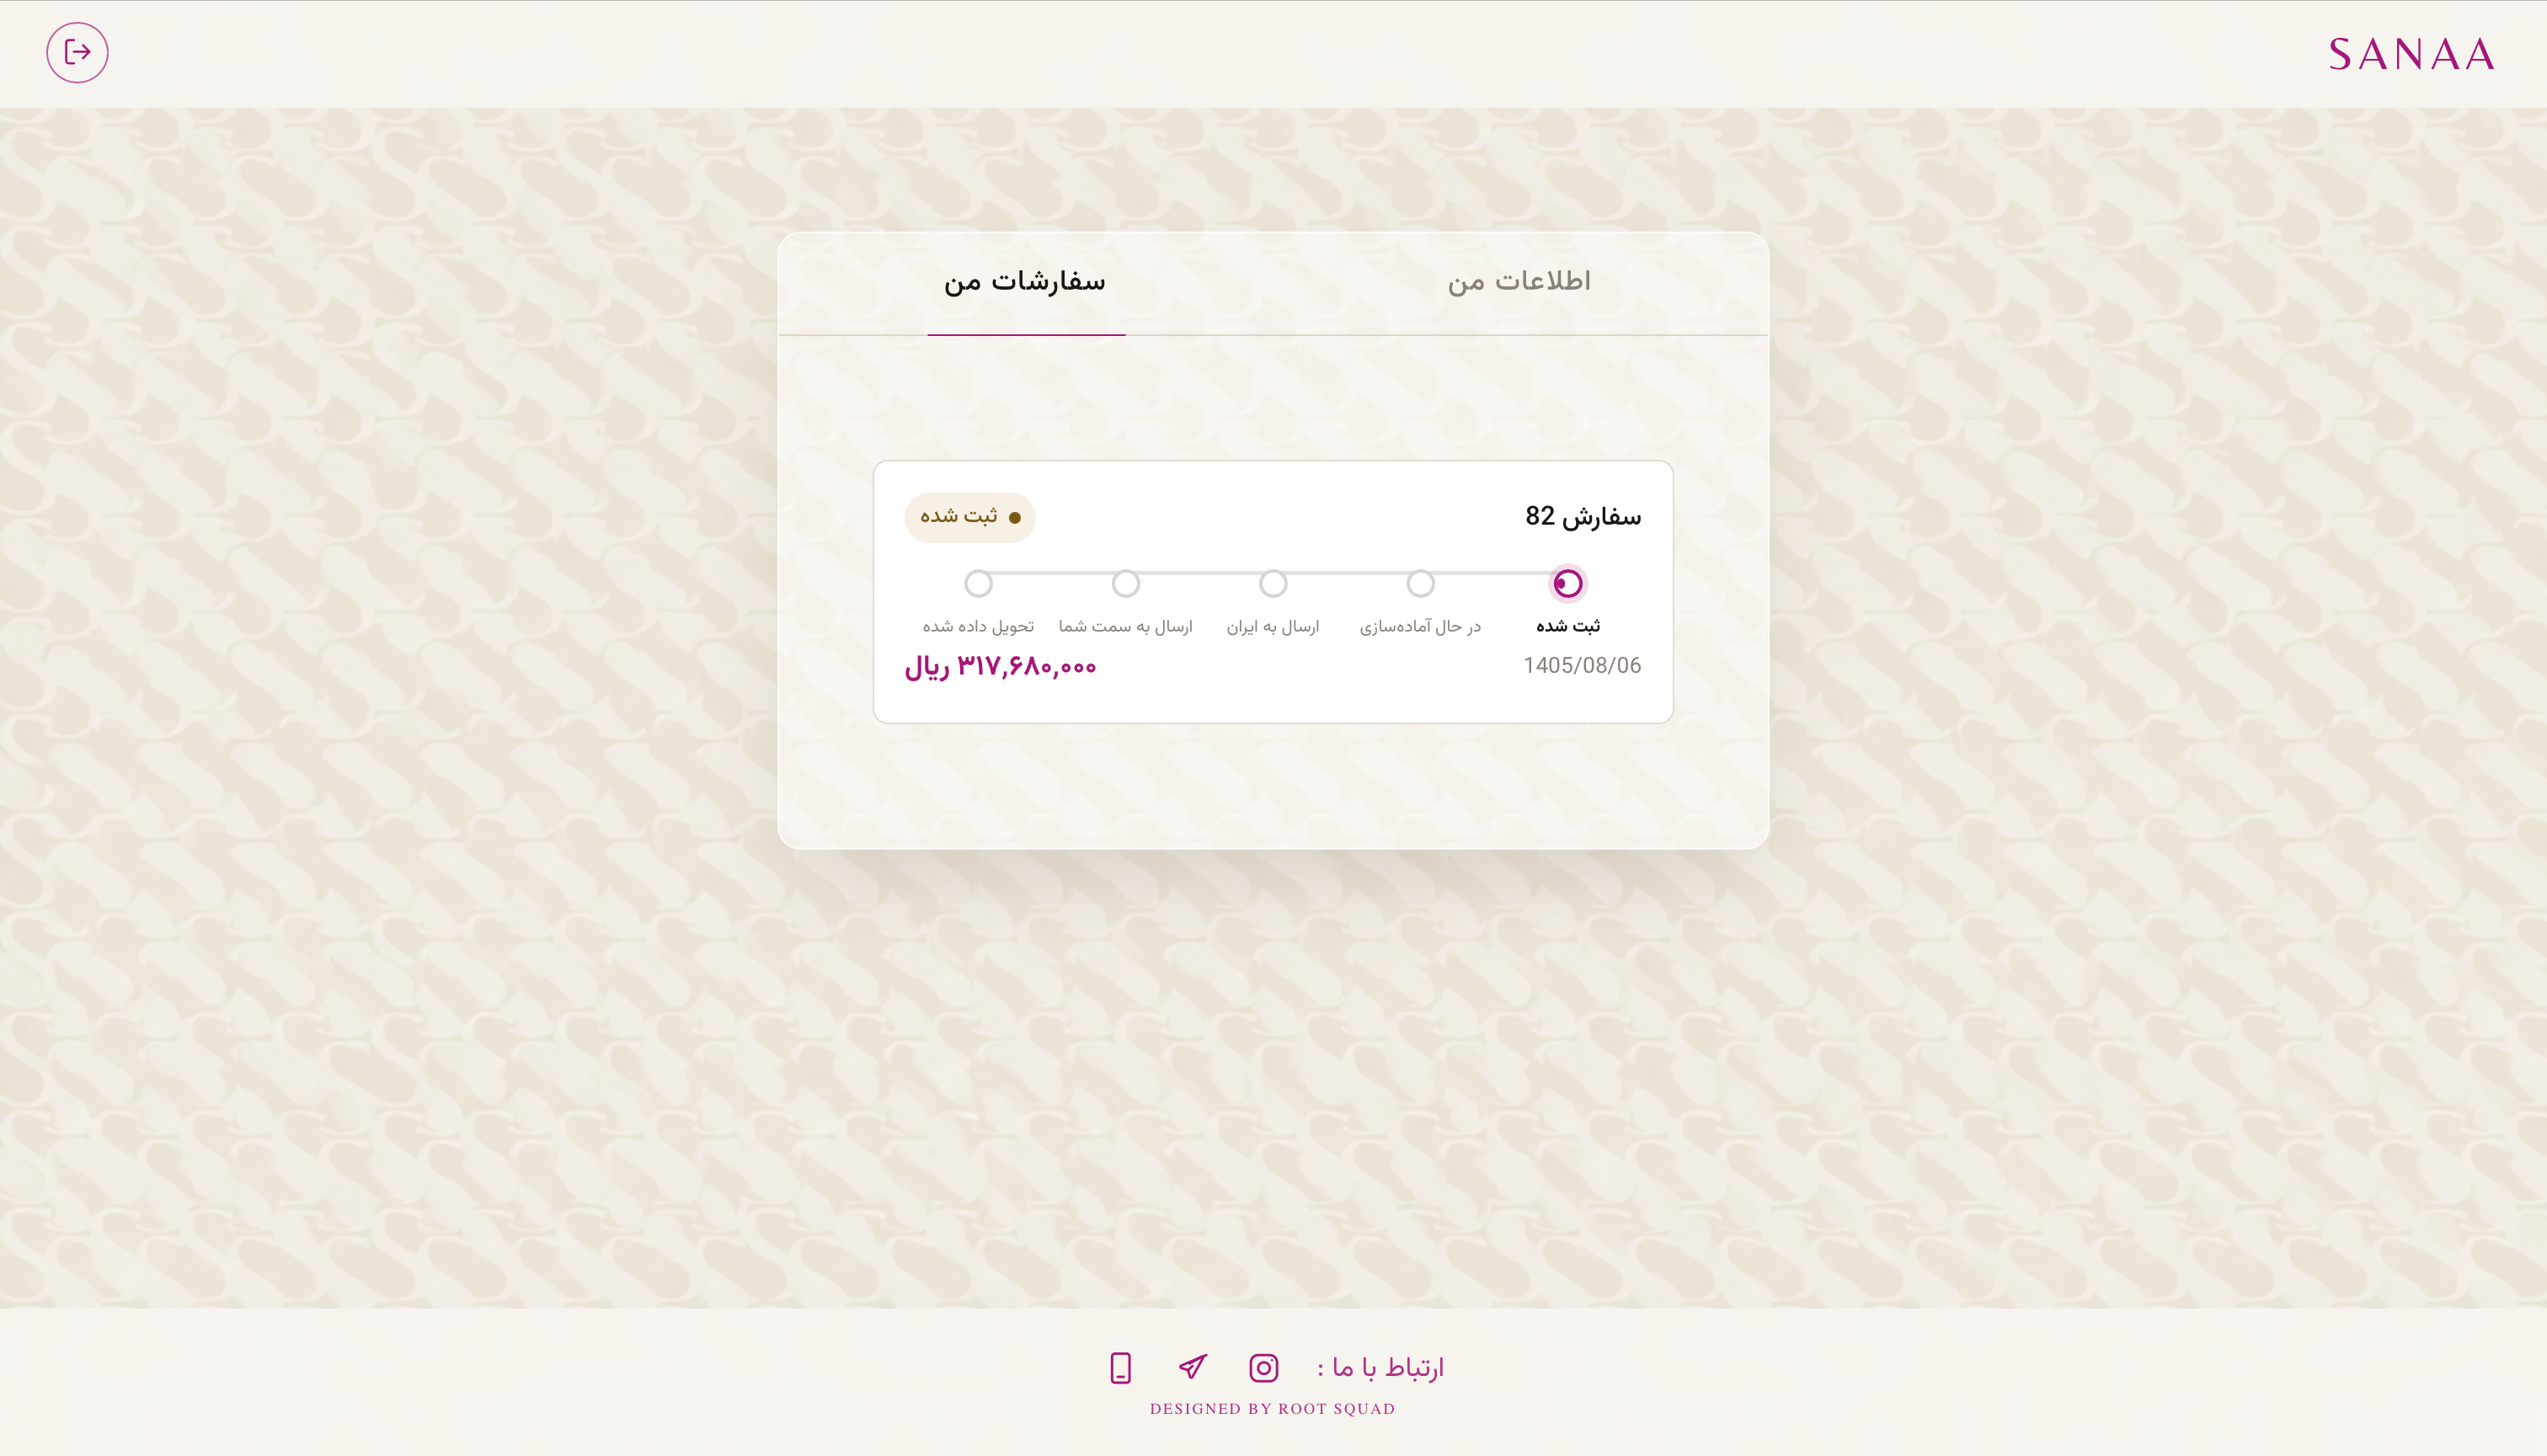 SANAA
اطلاعات من
سفارشات من
سفارش 82
ثبت شده
ثبت شده
در حال آماده‌سازی
ارسال به ایران
ارسال به سمت شما
تحویل داده شده
1405/08/06
۳۱۷,۶۸۰,۰۰۰ ریال
ارتباط با ما :
DESIGNED BY ROOT SQUAD